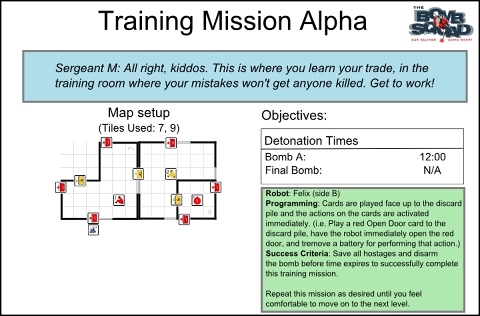 Training Mission Alpha
THE
BOMB
SQUAD
Sergeant M: All right, kiddos. This is where you learn your trade, in the
training room where your mistakes won't get anyone killed. Get to work!
Map setup
(Tiles Used: 7, 9)
Objectives:
Detonation Times
Bomb A: 12:00
Final Bomb: N/A
Robot: Felix (side B)
Programming: Cards are played face up to the discard
pile and the actions on the cards are activated
immediately. (i.e. Play a red Open Door card to the
discard pile, have the robot immediately open the red
door, and remove a battery for performing that action.)
Success Criteria: Save all hostages and disarm
the bomb before time expires to successfully complete
this training mission.
Repeat this mission as desired until you feel
comfortable to move on to the next level.